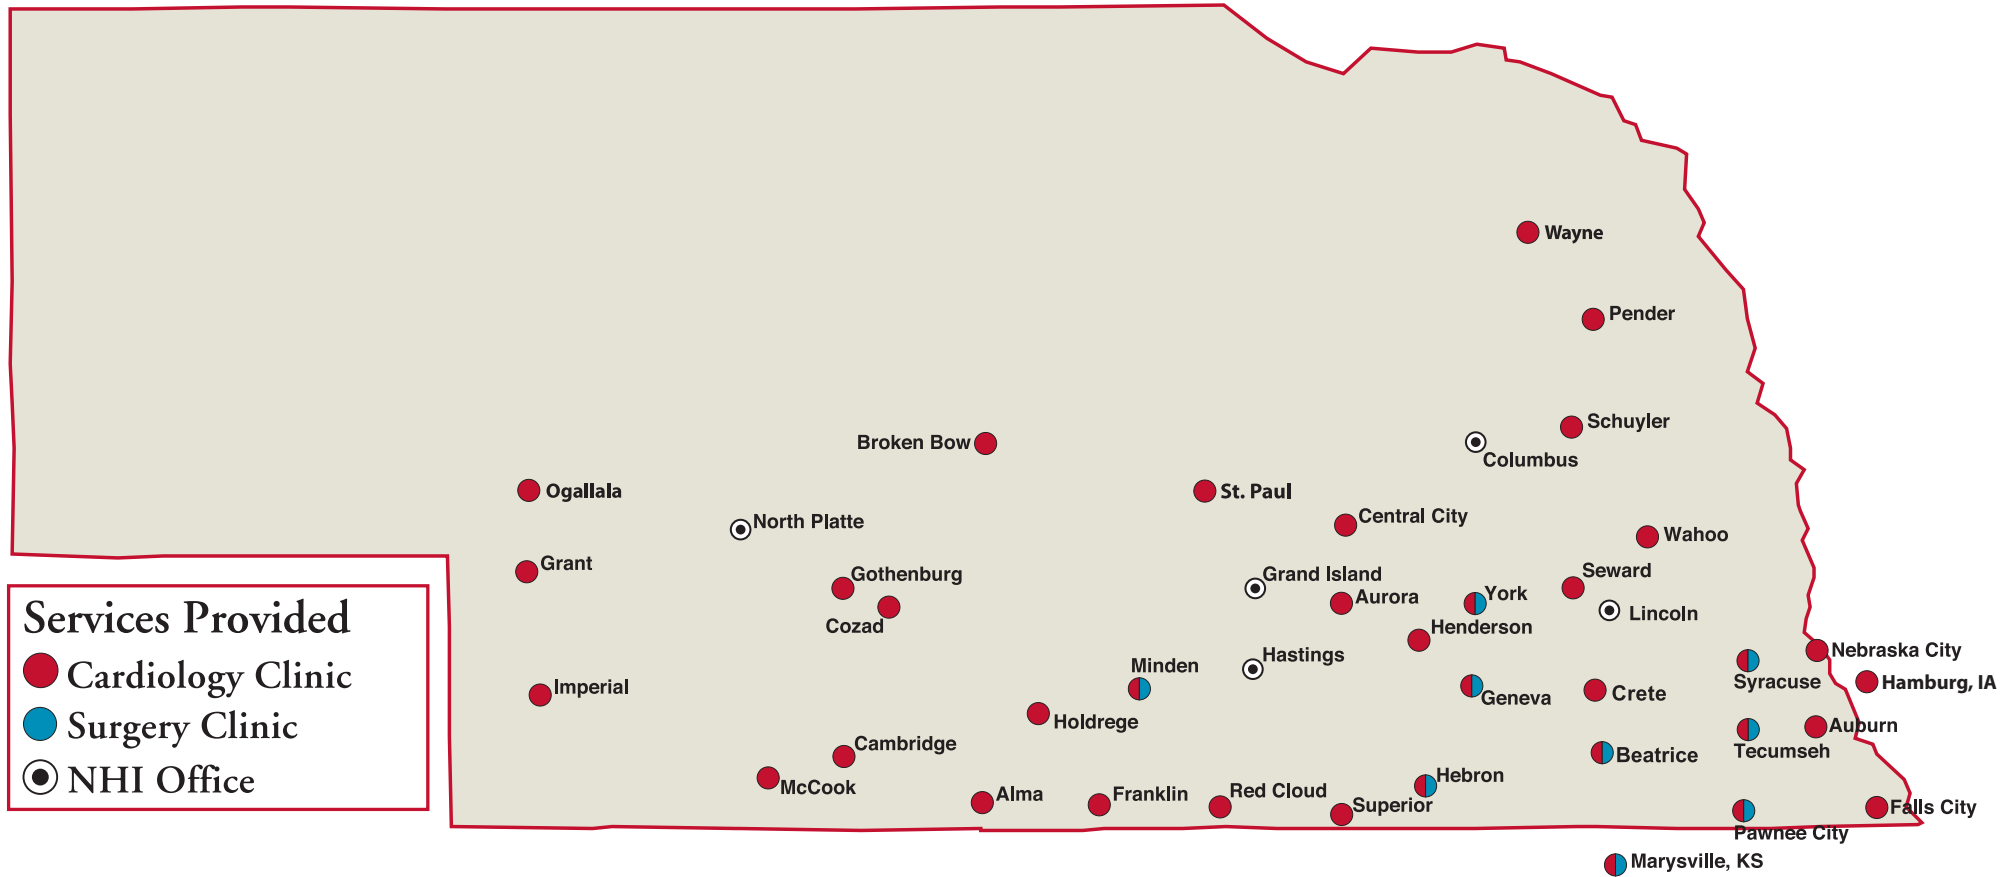 Wayne
Pender
Schuyler
Broken Bow
Columbus
Ogallala
St. Paul
North Platte
Central City
Wahoo
Grant
Gothenburg
Grand Island
Seward
Aurora
York
Lincoln
Cozad
Henderson
Hastings
Nebraska City
Minden
Syracuse
Hamburg, IA
Imperial
Geneva
Crete
Holdrege
Auburn
Cambridge
Tecumseh
Beatrice
McCook
Hebron
Alma
Franklin
Red Cloud
Superior
Falls City
Pawnee City
Marysville, KS
Services Provided
Cardiology Clinic
Surgery Clinic
NHI Office